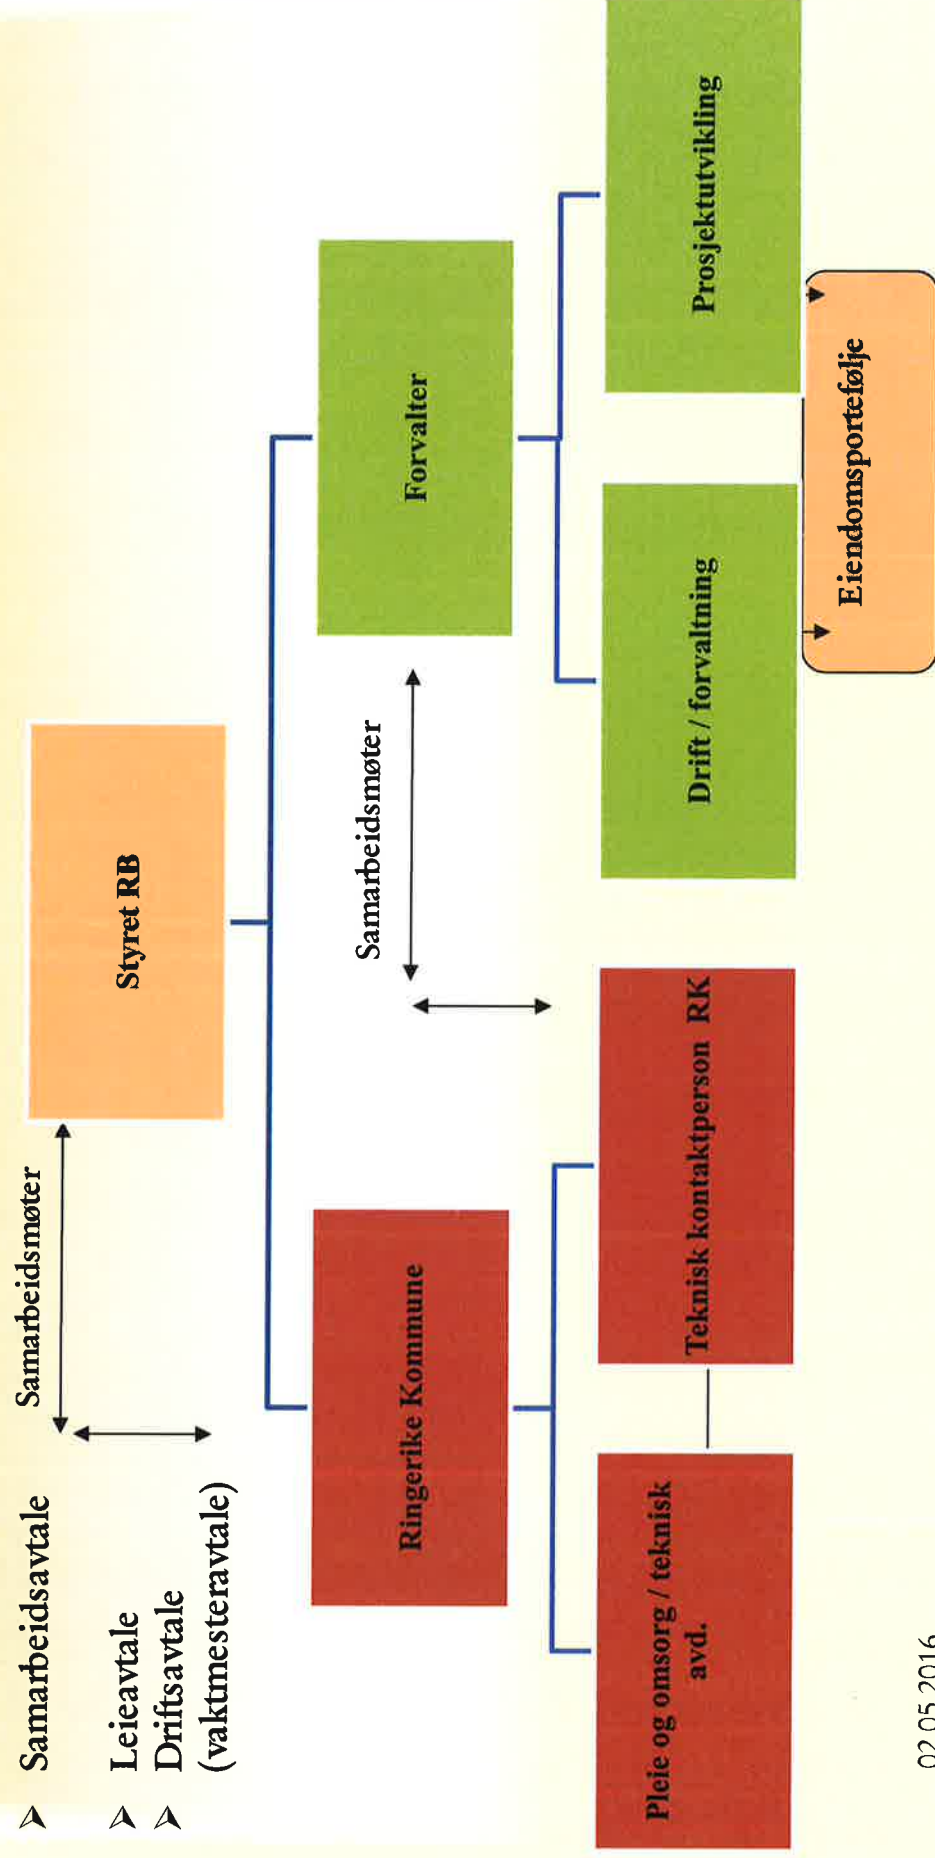 ➢ Samarbeidsavtale
➢ Leieavtale
➢ Driftsavtale
(vaktmesteravtale)
Samarbeidsmøter
Styret RB
Ringerike Kommune
Samarbeidsmøter
Forvalter
Pleie og omsorg / teknisk
avd.
Teknisk kontaktperson RK
Drift / forvaltning
Prosjektutvikling
Eiendomsportefølje
02.05.2016